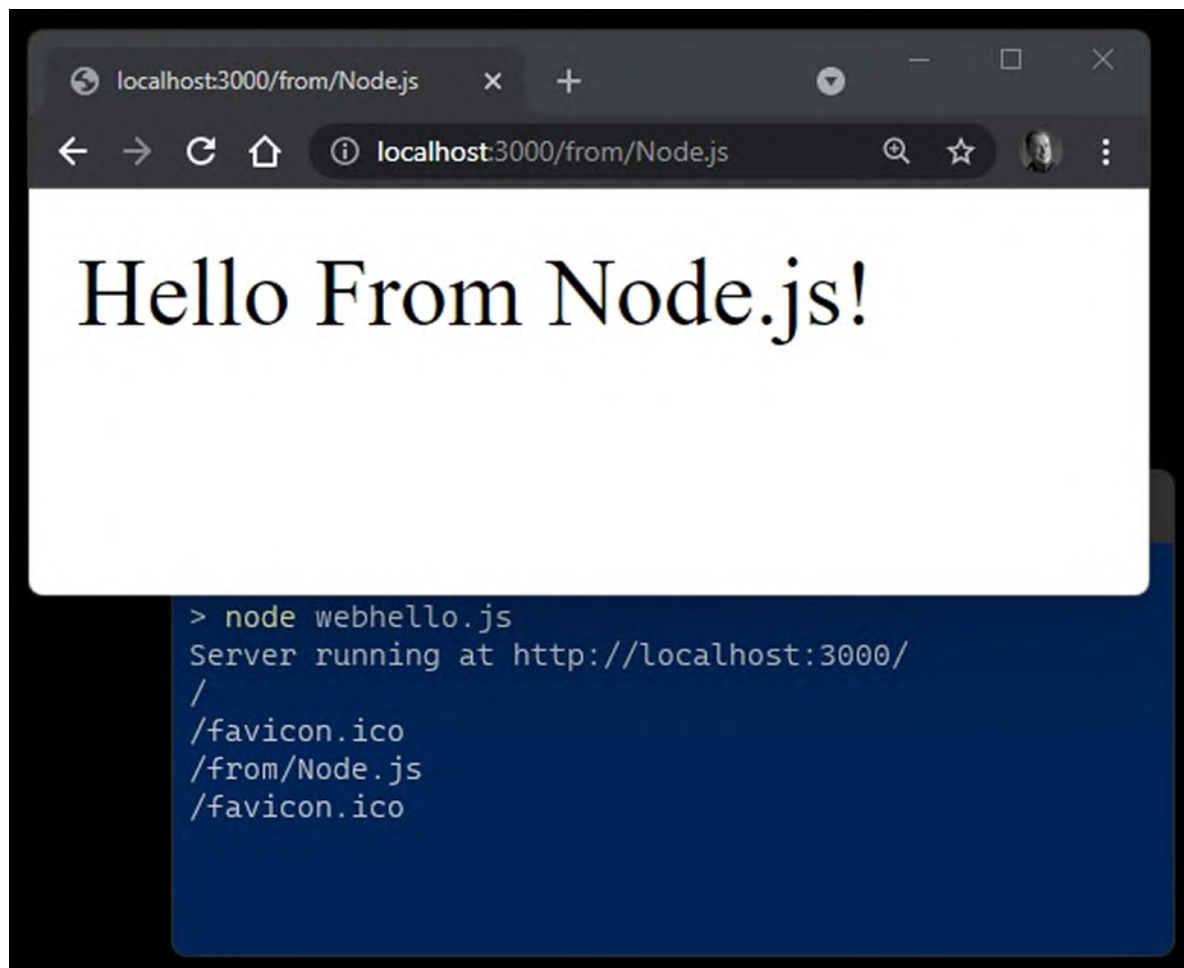 localhost:3000/from/Node.js
localhost:3000/from/Node.js
Hello From Node.js!
> node webhello.js
Server running at http://localhost:3000/
/
/favicon.ico
/from/Node.js
/favicon.ico